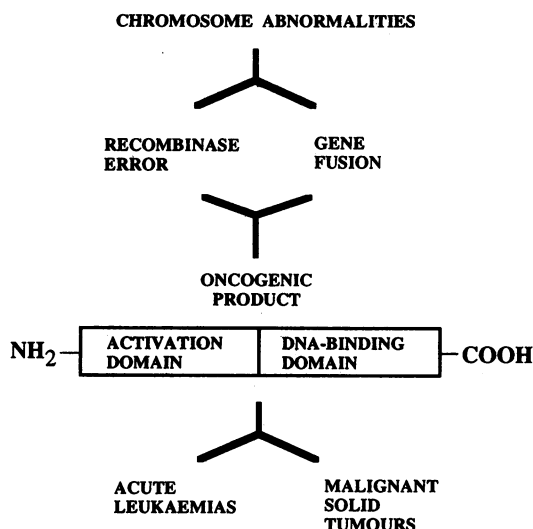 CHROMOSOME ABNORMALITIES
RECOMBINASE
ERROR
GENE
FUSION
ONCOGENIC
PRODUCT
NH2
ACTIVATION
DOMAIN
DNA-BINDING
DOMAIN
COOH
ACUTE
LEUKAEMIAS
MALIGNANT
SOLID
TUMOURS